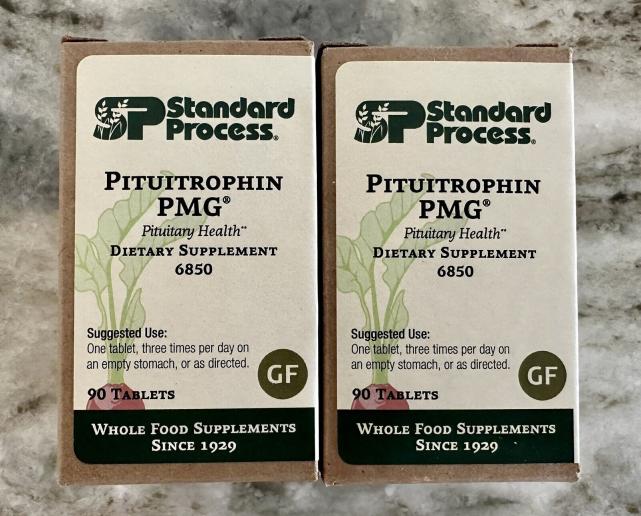 SP Standard
Process®
PITUITROPHIN
PMG®
Pituitary Health**
DIETARY SUPPLEMENT
6850
Suggested Use:
One tablet, three times per day on
an empty stomach, or as directed.
GF
90 TABLETS
WHOLE FOOD SUPPLEMENTS
SINCE 1929
SP Standard
Process®
PITUITROPHIN
PMG®
Pituitary Health**
DIETARY SUPPLEMENT
6850
Suggested Use:
One tablet, three times per day on
an empty stomach, or as directed.
GF
90 TABLETS
WHOLE FOOD SUPPLEMENTS
SINCE 1929